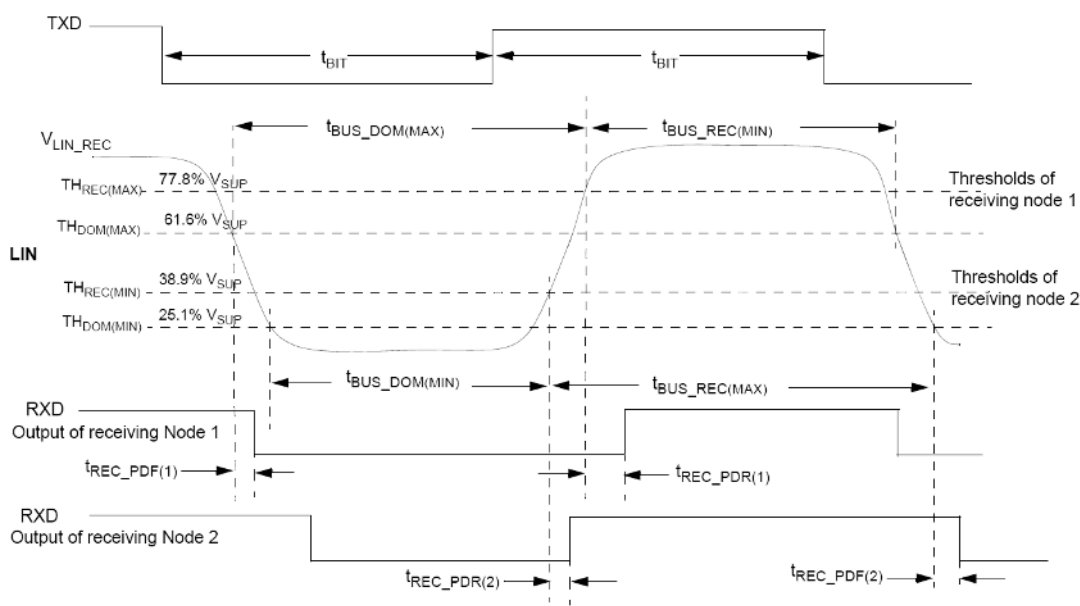 TXD
tBIT
tBIT
tBUS_DOM(MAX)
tBUS_REC(MIN)
VLIN_REC
THREC(MAX) 77.8% VSUP
Thresholds of
receiving node 1
THDOM(MAX) 61.6% VSUP
LIN
THREC(MIN) 38.9% VSUP
Thresholds of
receiving node 2
THDOM(MIN) 25.1% VSUP
tBUS_DOM(MIN)
tBUS_REC(MAX)
RXD
Output of receiving Node 1
tREC_PDF(1)
tREC_PDR(1)
RXD
Output of receiving Node 2
tREC_PDR(2)
tREC_PDF(2)